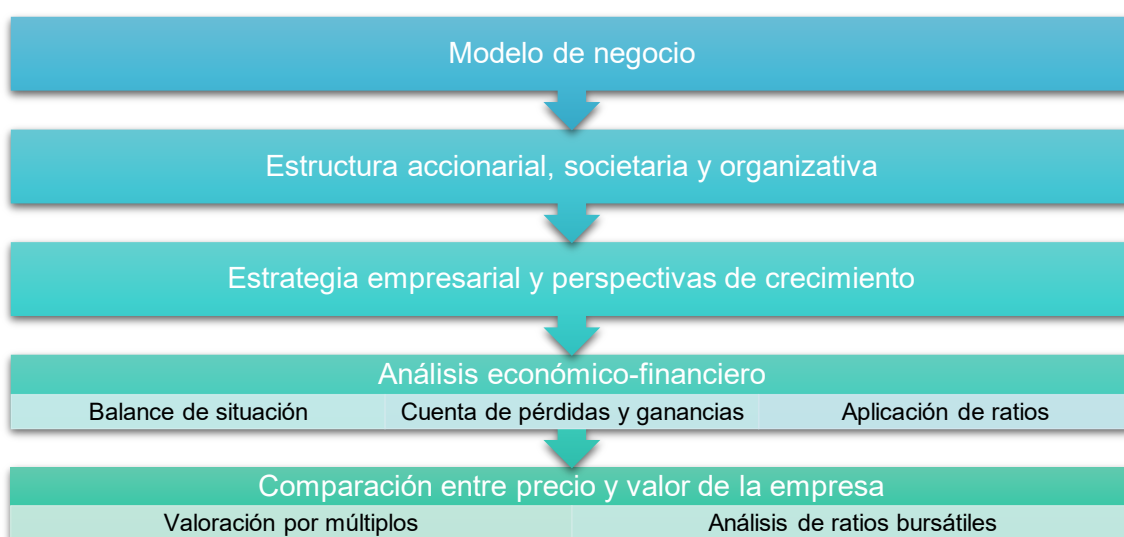 Modelo de negocio
Estructura accionarial, societaria y organizativa
Estrategia empresarial y perspectivas de crecimiento
Análisis económico-financiero
Balance de situación
Cuenta de pérdidas y ganancias
Aplicación de ratios
Comparación entre precio y valor de la empresa
Valoración por múltiplos
Análisis de ratios bursátiles